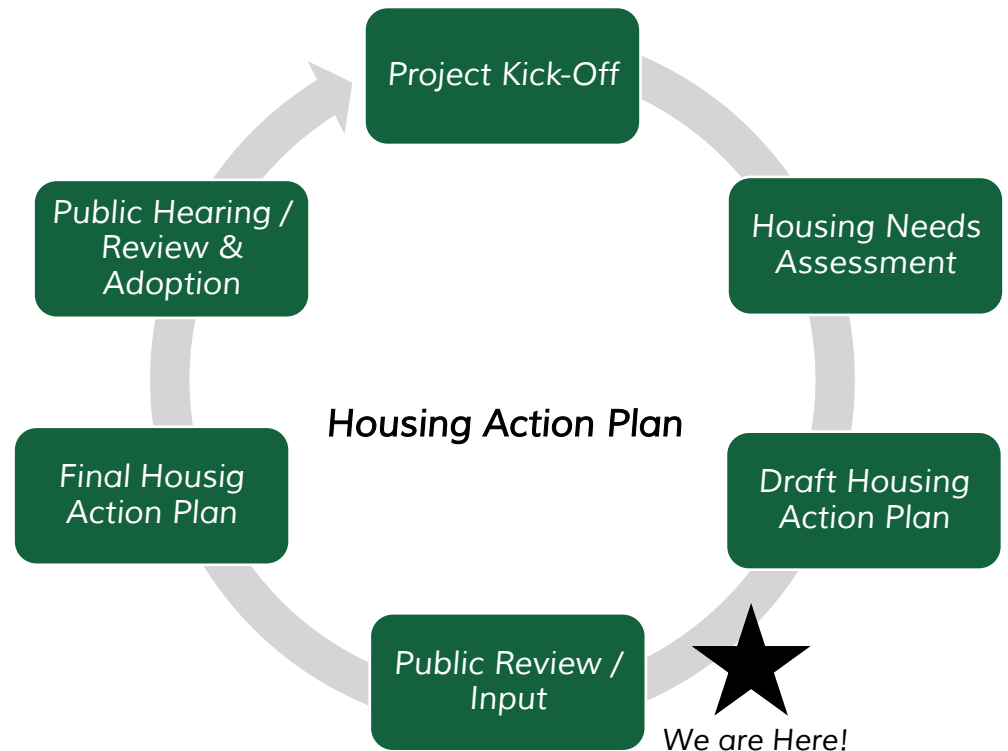 Project Kick-Off
Housing Needs
Assessment
Draft Housing
Action Plan
We are Here!
Public Review /
Input
Final Housig
Action Plan
Public Hearing /
Review &
Adoption
Housing Action Plan